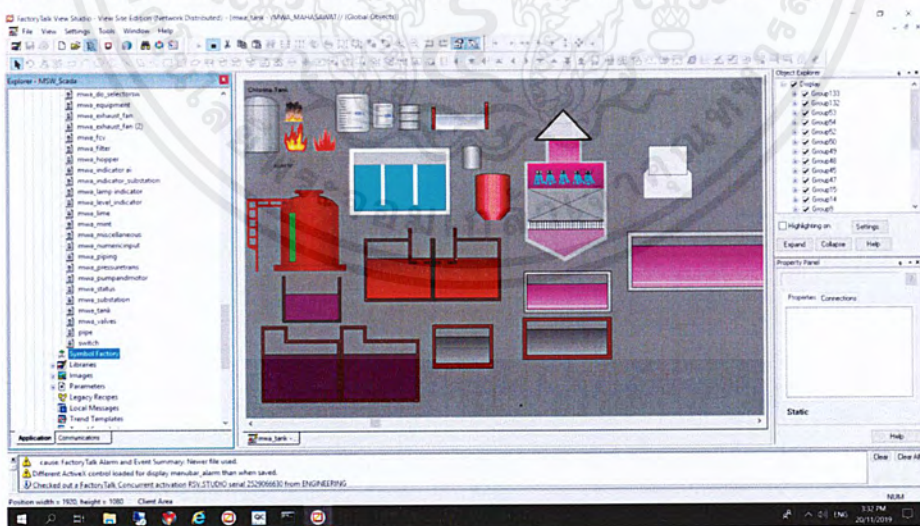 FactoryTalk View Studio - View Site Edition (Network Distributed) - [mwa_tank - /MWA_MAHASAWAT// (Global Objects)]
File View Settings Tools Window Help
Explorer - MSW_Scada
mwa_do_selectorsw
mwa_equipment
mwa_exhaust_fan
mwa_exhaust_fan (2)
mwa_fcv
mwa_filter
mwa_hopper
mwa_indicator ai
mwa_indicator_substation
mwa_lamp indicator
mwa_level_indicator
mwa_lime
mwa_mint
mwa_miscellaneous
mwa_numericinput
mwa_piping
mwa_pressuretrans
mwa_pumpandmotor
mwa_status
mwa_substation
mwa_tank
mwa_valves
pipe
switch
Symbol Factory
Libraries
Images
Parameters
Legacy Recipes
Local Messages
Trend Templates
Application Communications
Chlorine Tank
mwa_tank -
Object Explorer
Display
Group133
Group132
Group53
Group54
Group52
Group50
Group49
Group48
Group46
Group47
Group15
Group14
Highlighting on Settings
Expand Collapse Help
Property Panel
Properties Connections
Static
Help
cause FactoryTalk Alarm and Event Summary: Newer file used.
Different ActiveX control loaded for display menubar_alarm than when saved.
Checked out a FactoryTalk Concurrent activation RSV.STUDIO serial 2529066630 from ENGINEERING
Clear Clear All
Position width = 1920, height = 1080 Client Area
NUM
ENG 3:32 PM
20/11/2019